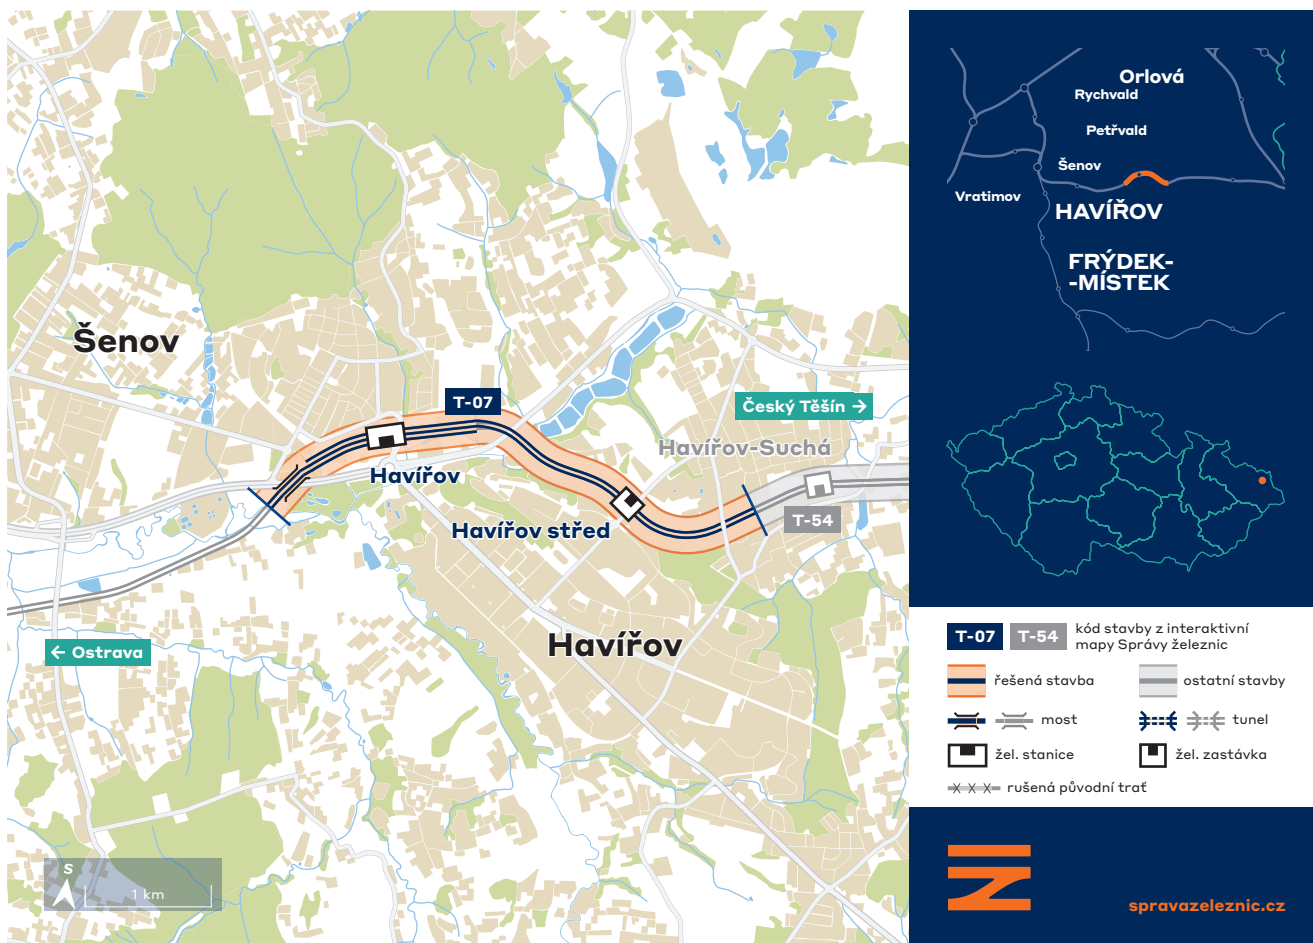 Šenov
T-07
Český Těšín →
Havířov-Suchá
Havířov
Havířov střed
T-54
Havířov
← Ostrava
S
1 km
Orlová
Rychvald
Petřvald
Šenov
Vratimov
HAVÍŘOV
FRÝDEK-
-MÍSTEK
T-07 T-54 kód stavby z interaktivní
mapy Správy železnic
řešená stavba
ostatní stavby
most
tunel
žel. stanice
žel. zastávka
rušená původní trať
spravazeleznic.cz